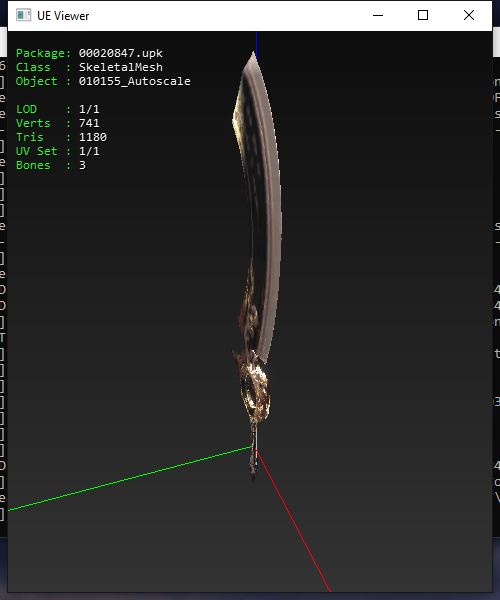 UE Viewer
Package: 00020847.upk
Class : SkeletalMesh
Object : 010155_Autoscale
LOD : 1/1
Verts : 741
Tris : 1180
UV Set : 1/1
Bones : 3